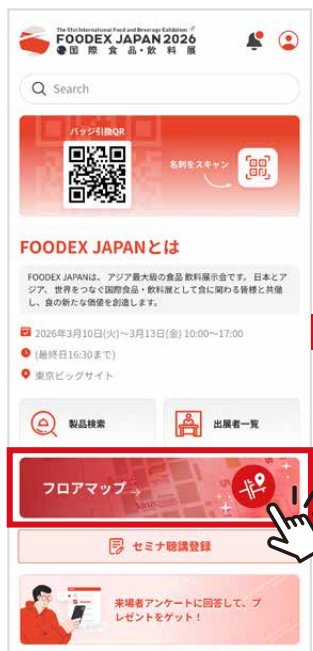 The 51st International Food and Beverage Exhibition
FOODEX JAPAN 2026
国際食品・飲料展
Search
バッジ引換QR
名刺をスキャン
FOODEX JAPANとは
FOODEX JAPANは、アジア最大級の食品飲料展示会です。日本とア
ジア、世界をつなぐ国際食品・飲料展として食に関わる皆様と共働
し、食の新たな価値を創造します。
2026年3月10日(火)〜3月13日(金) 10:00〜17:00
(最終日16:30まで)
東京ビッグサイト
製品検索
出展者一覧
フロアマップ→
セミナ聴講登録
来場者アンケートに回答して、プ
レゼントをゲット！